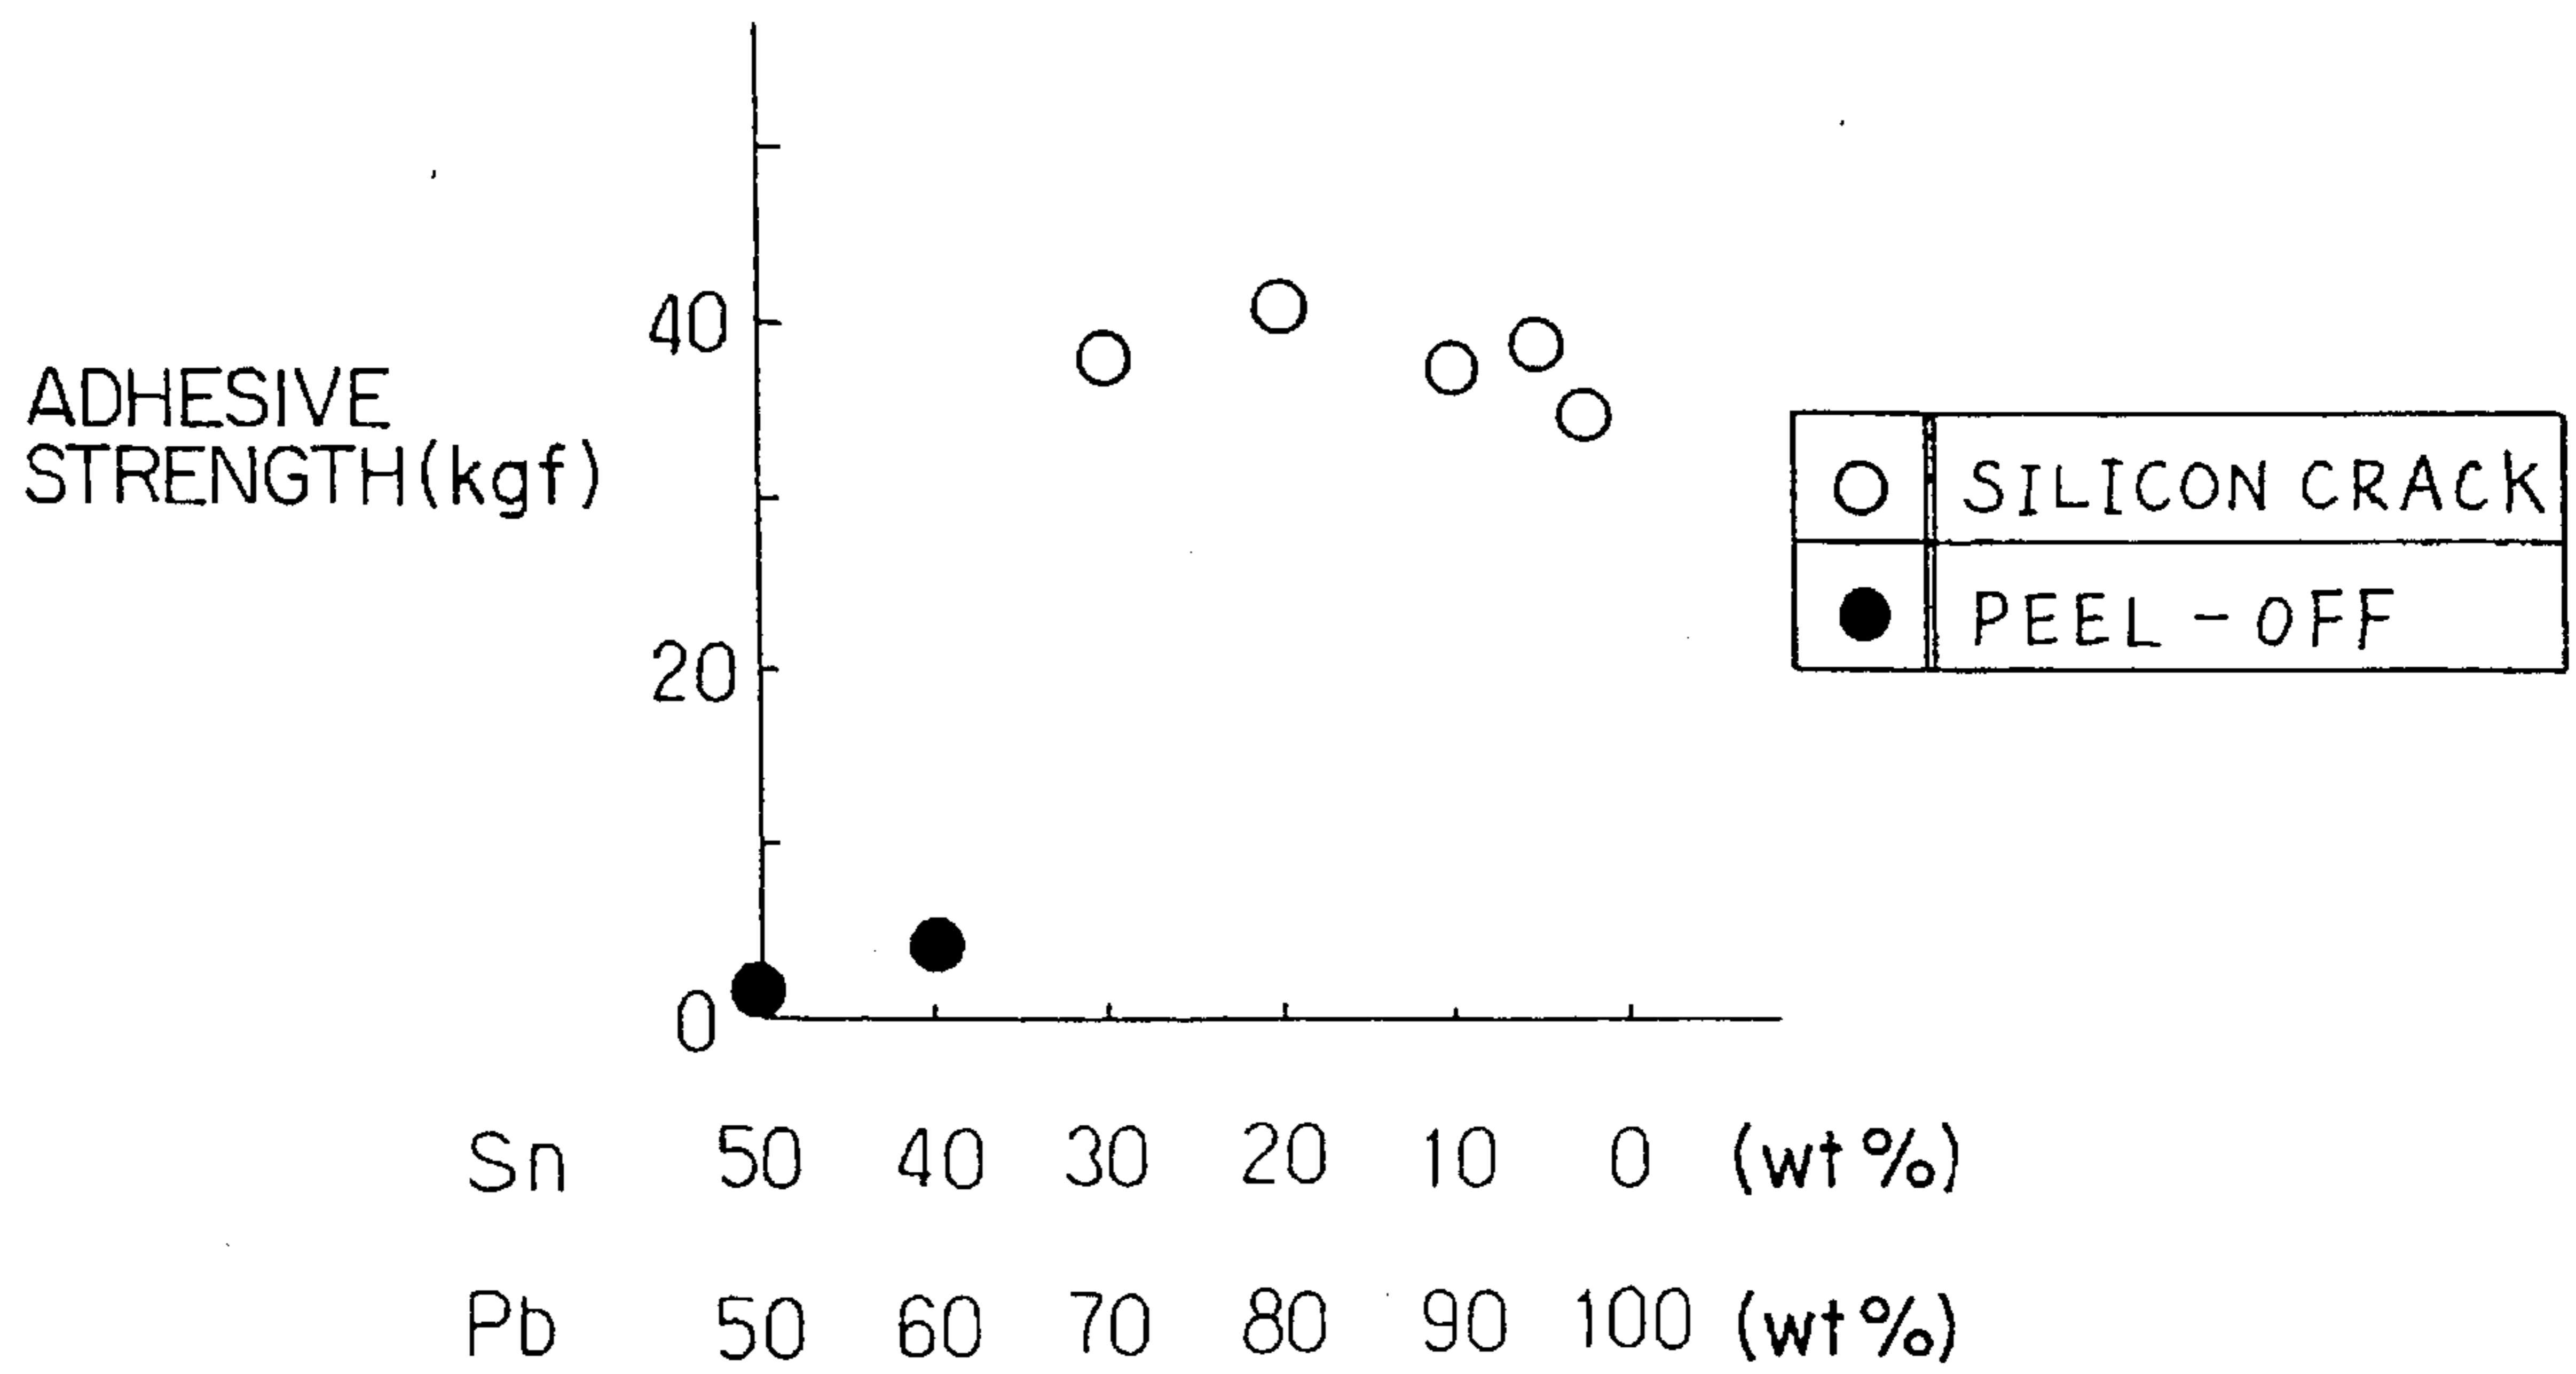 40
ADHESIVE
STRENGTH(kgf)
20
0
SILICON CRACK
PEEL-OFF
Sn 50 40 30 20 10 0 (wt%)
Pb 50 60 70 80 90 100 (wt%)